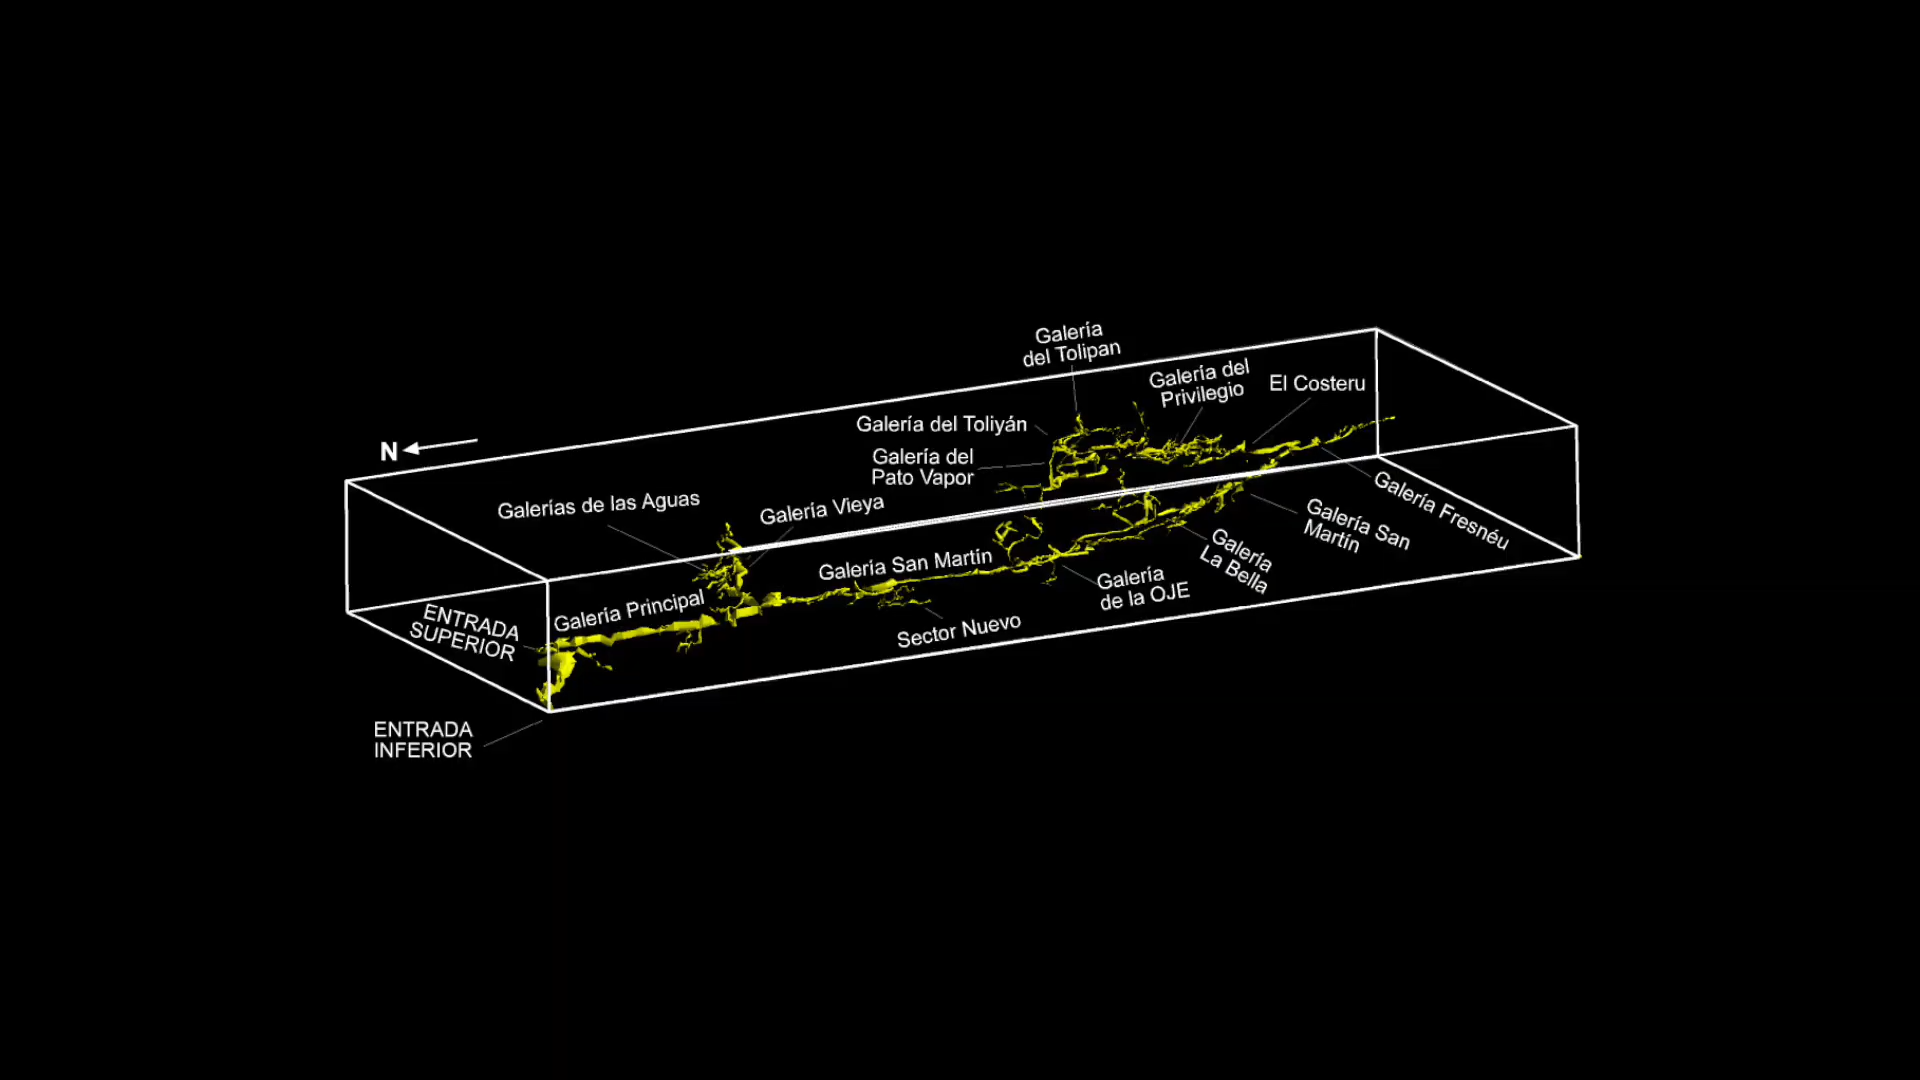 Galería
del Tolipan
Galería del
Privilegio
El Costeru
Galería del Toliyán
Galería del
Pato Vapor
N
Galerías de las Aguas
Galería Vieya
Galería Fresnéu
Galería San
Martín
Galería
La Bella
Galería San Martín
Galería
de la OJE
Galería Principal
Sector Nuevo
ENTRADA
SUPERIOR
ENTRADA
INFERIOR